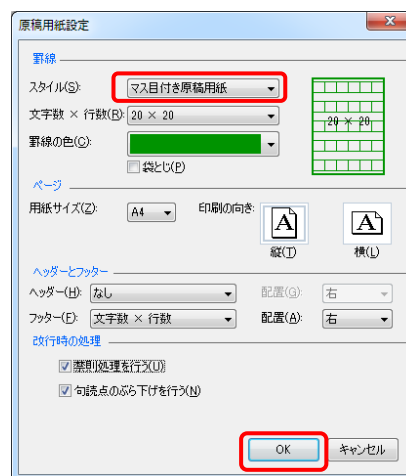 原稿用紙設定
罫線
スタイル(S): マス目付き原稿用紙
文字数 × 行数(R): 20 × 20
20 × 20
罫線の色(C):
袋とじ(P)
ページ
用紙サイズ(Z): A4 印刷の向き: A A
縦(T) 横(L)
ヘッダーとフッター
ヘッダー(H): なし 配置(G): 右
フッター(F): 文字数 × 行数 配置(A): 右
改行時の処理
禁則処理を行う(U)
句読点のぶら下げを行う(N)
OK キャンセル